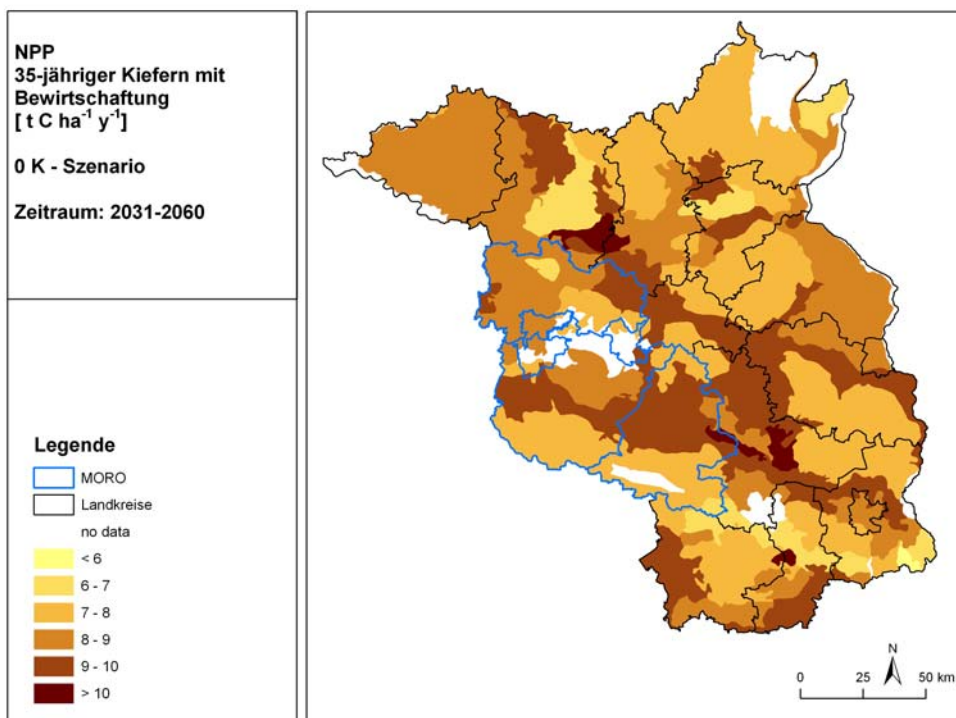 NPP
35-jähriger Kiefern mit
Bewirtschaftung
[ t C ha⁻¹ y⁻¹]
0 K - Szenario
Zeitraum: 2031-2060
Legende
MORO
Landkreise
no data
< 6
6 - 7
7 - 8
8 - 9
9 - 10
> 10
N
0 25 50 km